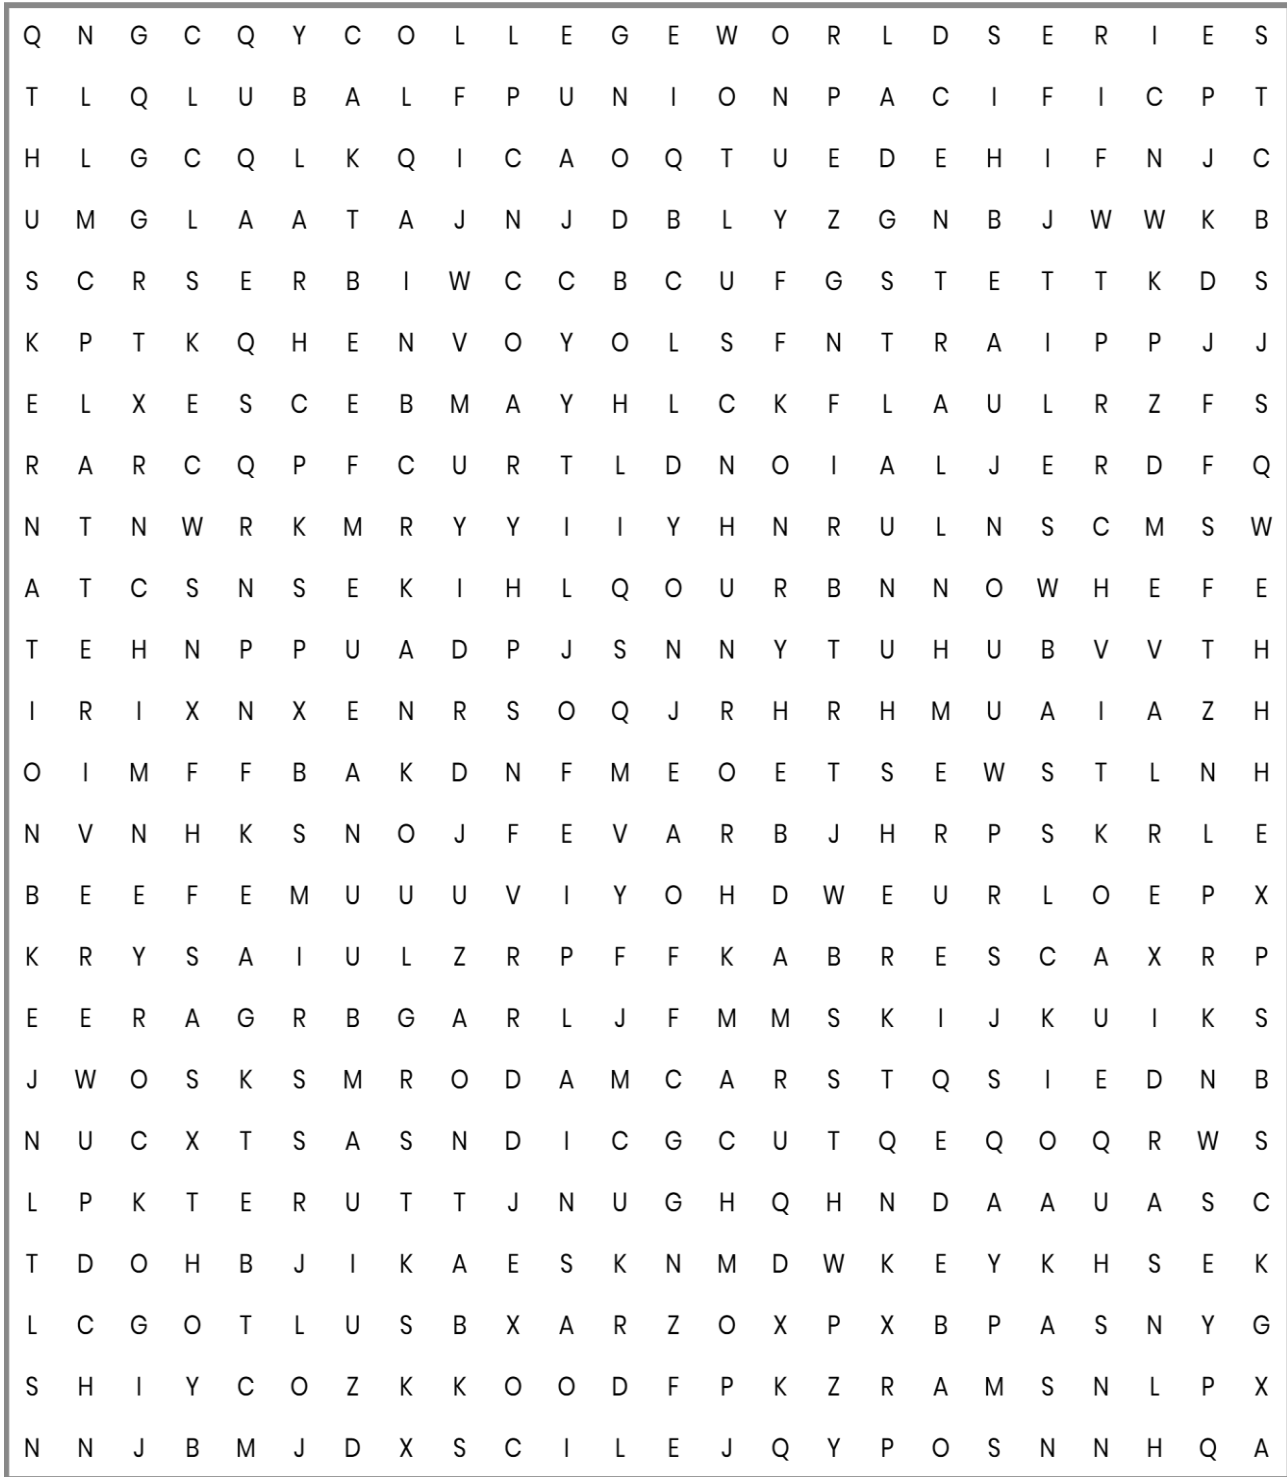 Q N G C Q Y C O L L E G E W O R L D S E R I E S
T L Q L U B A L F P U N I O N P A C I F I C P T
H L G C Q L K Q I C A O Q T U E D E H I F N J C
U M G L A A T A J N J D B L Y Z G N B J W W K B
S C R S E R B I W C C B C U F G S T E T T K D S
K P T K Q H E N V O Y O L S F N T R A I P P J J
E L X E S C E B M A Y H L C K F L A U L R Z F S
R A R C Q P F C U R T L D N O I A L J E R D F Q
N T N W R K M R Y Y I I Y H N R U L N S C M S W
A T C S N S E K I H L Q O U R B N N O W H E F E
T E H N P P U A D P J S N N Y T U H U B V V T H
I R I X N X E N R S O Q J R H R H M U A I A Z H
O I M F F B A K D N F M E O E T S E W S T L N H
N V N H K S N O J F E V A R B J H R P S K R L E
B E E F E M U U U V I Y O H D W E U R L O E P X
K R Y S A I U L Z R P F F K A B R E S C A X R P
E E R A G R B G A R L J F M M S K I J K U I K S
J W O S K S M R O D A M C A R S T Q S I E D N B
N U C X T S A S N D I C G C U T Q E Q O Q R W S
L P K T E R U T T J N U G H Q H N D A A U A S C
T D O H B J I K A E S K N M D W K E Y K H S E K
L C G O T L U S B X A R Z O X P X B P A S N Y G
S H I Y C O Z K K O O D F P K Z R A M S N L P X
N N J B M J D X S C I L E J Q Y P O S N N H Q A